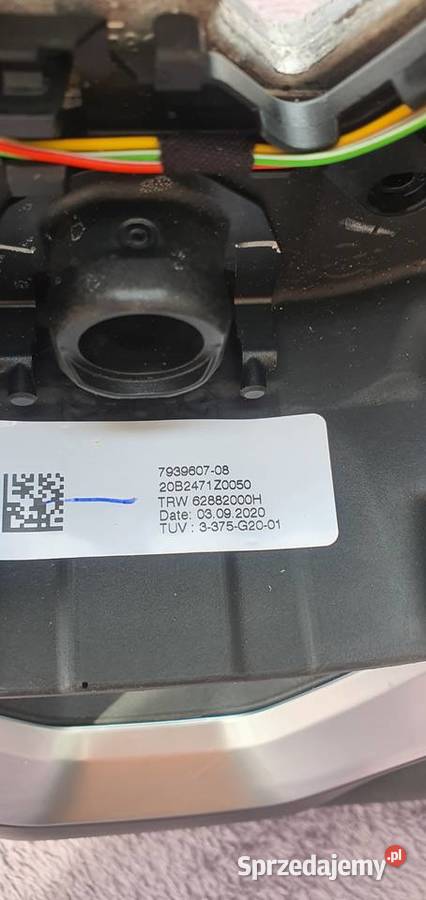 7939607-08
20B2471Z0050
TRW 62882000H
Date: 03.09.2020
TUV : 3-375-G20-01
Sprzedajemy.pl